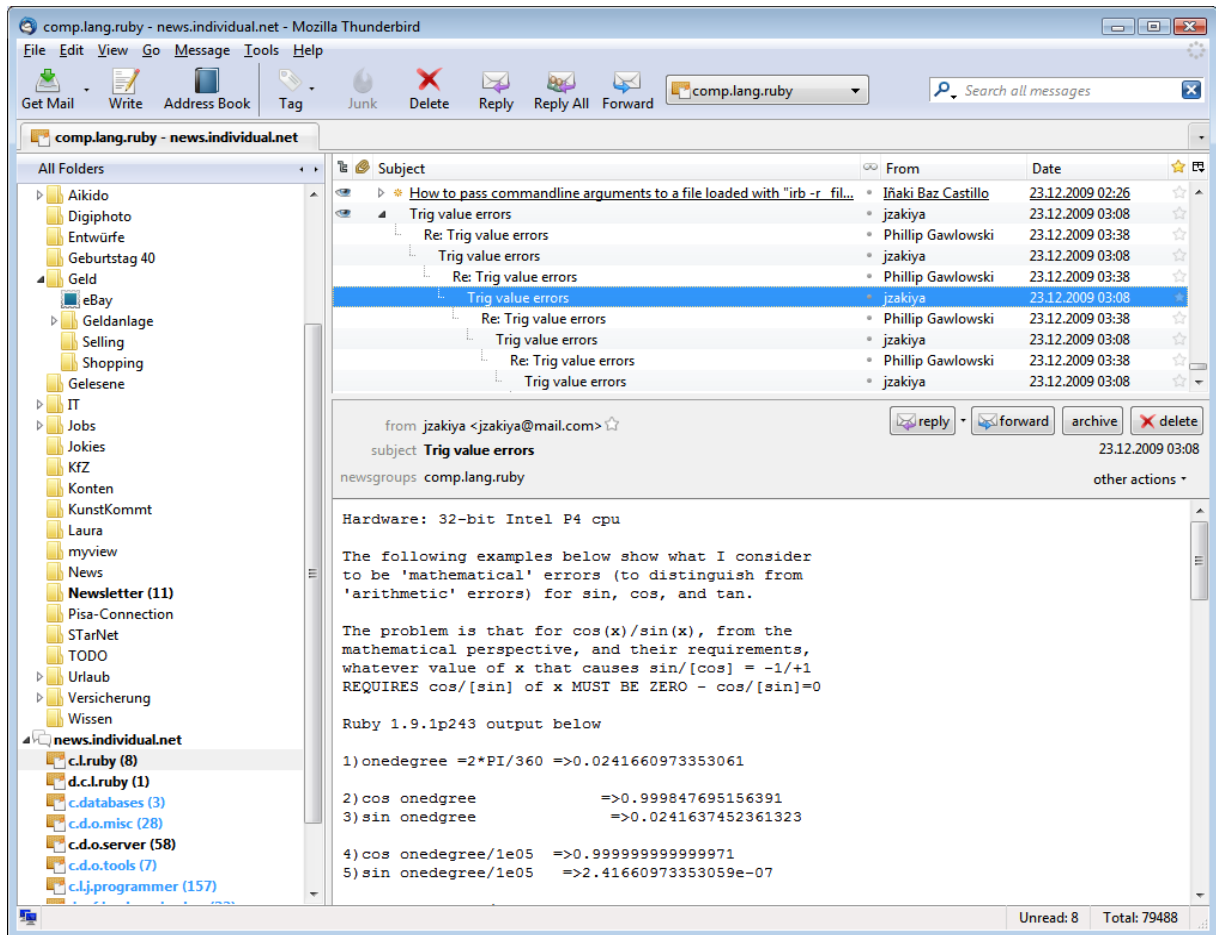 comp.lang.ruby - news.individual.net - Mozilla Thunderbird
File Edit View Go Message Tools Help
Get Mail Write Address Book Tag Junk Delete Reply Reply All Forward comp.lang.ruby Search all messages
comp.lang.ruby - news.individual.net
All Folders
Aikido
Digiphoto
Entwürfe
Geburtstag 40
Geld
eBay
Geldanlage
Selling
Shopping
Gelesene
IT
Jobs
Jokies
KfZ
Konten
KunstKommt
Laura
myview
News
Newsletter (11)
Pisa-Connection
STarNet
TODO
Urlaub
Versicherung
Wissen
news.individual.net
c.l.ruby (8)
d.c.l.ruby (1)
c.databases (3)
c.d.o.misc (28)
c.d.o.server (58)
c.d.o.tools (7)
c.l.j.programmer (157)
Subject From Date
How to pass commandline arguments to a file loaded with "irb -r fil... Iñaki Baz Castillo 23.12.2009 02:26
Trig value errors jzakiya 23.12.2009 03:08
Re: Trig value errors Phillip Gawlowski 23.12.2009 03:38
Trig value errors jzakiya 23.12.2009 03:08
Re: Trig value errors Phillip Gawlowski 23.12.2009 03:38
Trig value errors jzakiya 23.12.2009 03:08
Re: Trig value errors Phillip Gawlowski 23.12.2009 03:38
Trig value errors jzakiya 23.12.2009 03:08
Re: Trig value errors Phillip Gawlowski 23.12.2009 03:38
Trig value errors jzakiya 23.12.2009 03:08
from jzakiya <jzakiya@mail.com> reply forward archive delete
subject Trig value errors 23.12.2009 03:08
newsgroups comp.lang.ruby other actions
Hardware: 32-bit Intel P4 cpu
The following examples below show what I consider
to be 'mathematical' errors (to distinguish from
'arithmetic' errors) for sin, cos, and tan.
The problem is that for cos(x)/sin(x), from the
mathematical perspective, and their requirements,
whatever value of x that causes sin/[cos] = -1/+1
REQUIRES cos/[sin] of x MUST BE ZERO - cos/[sin]=0
Ruby 1.9.1p243 output below
1)onedegree =2*PI/360 =>0.0241660973353061
2)cos onedgree =>0.999847695156391
3)sin onedgree =>0.0241637452361323
4)cos onedegree/1e05 =>0.999999999999971
5)sin onedegree/1e05 =>2.41660973353059e-07
Unread: 8 Total: 79488